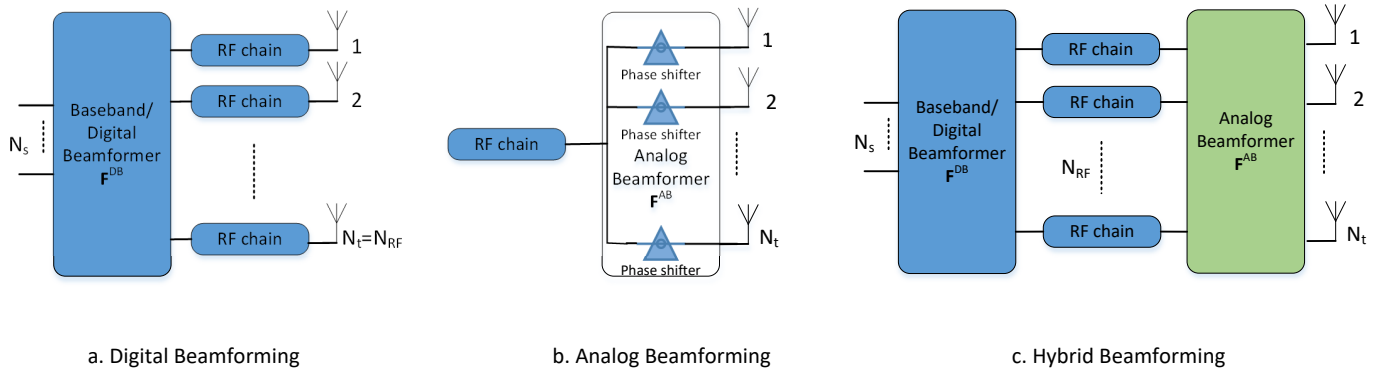 Baseband/
Digital
Beamformer
F^DB
N_s
RF chain
1
RF chain
2
RF chain
N_t=N_RF
a. Digital Beamforming
RF chain
Phase shifter
1
Phase shifter
2
Analog
Beamformer
F^AB
Phase shifter
N_t
b. Analog Beamforming
Baseband/
Digital
Beamformer
F^DB
N_s
RF chain
RF chain
N_RF
RF chain
Analog
Beamformer
F^AB
1
2
N_t
c. Hybrid Beamforming